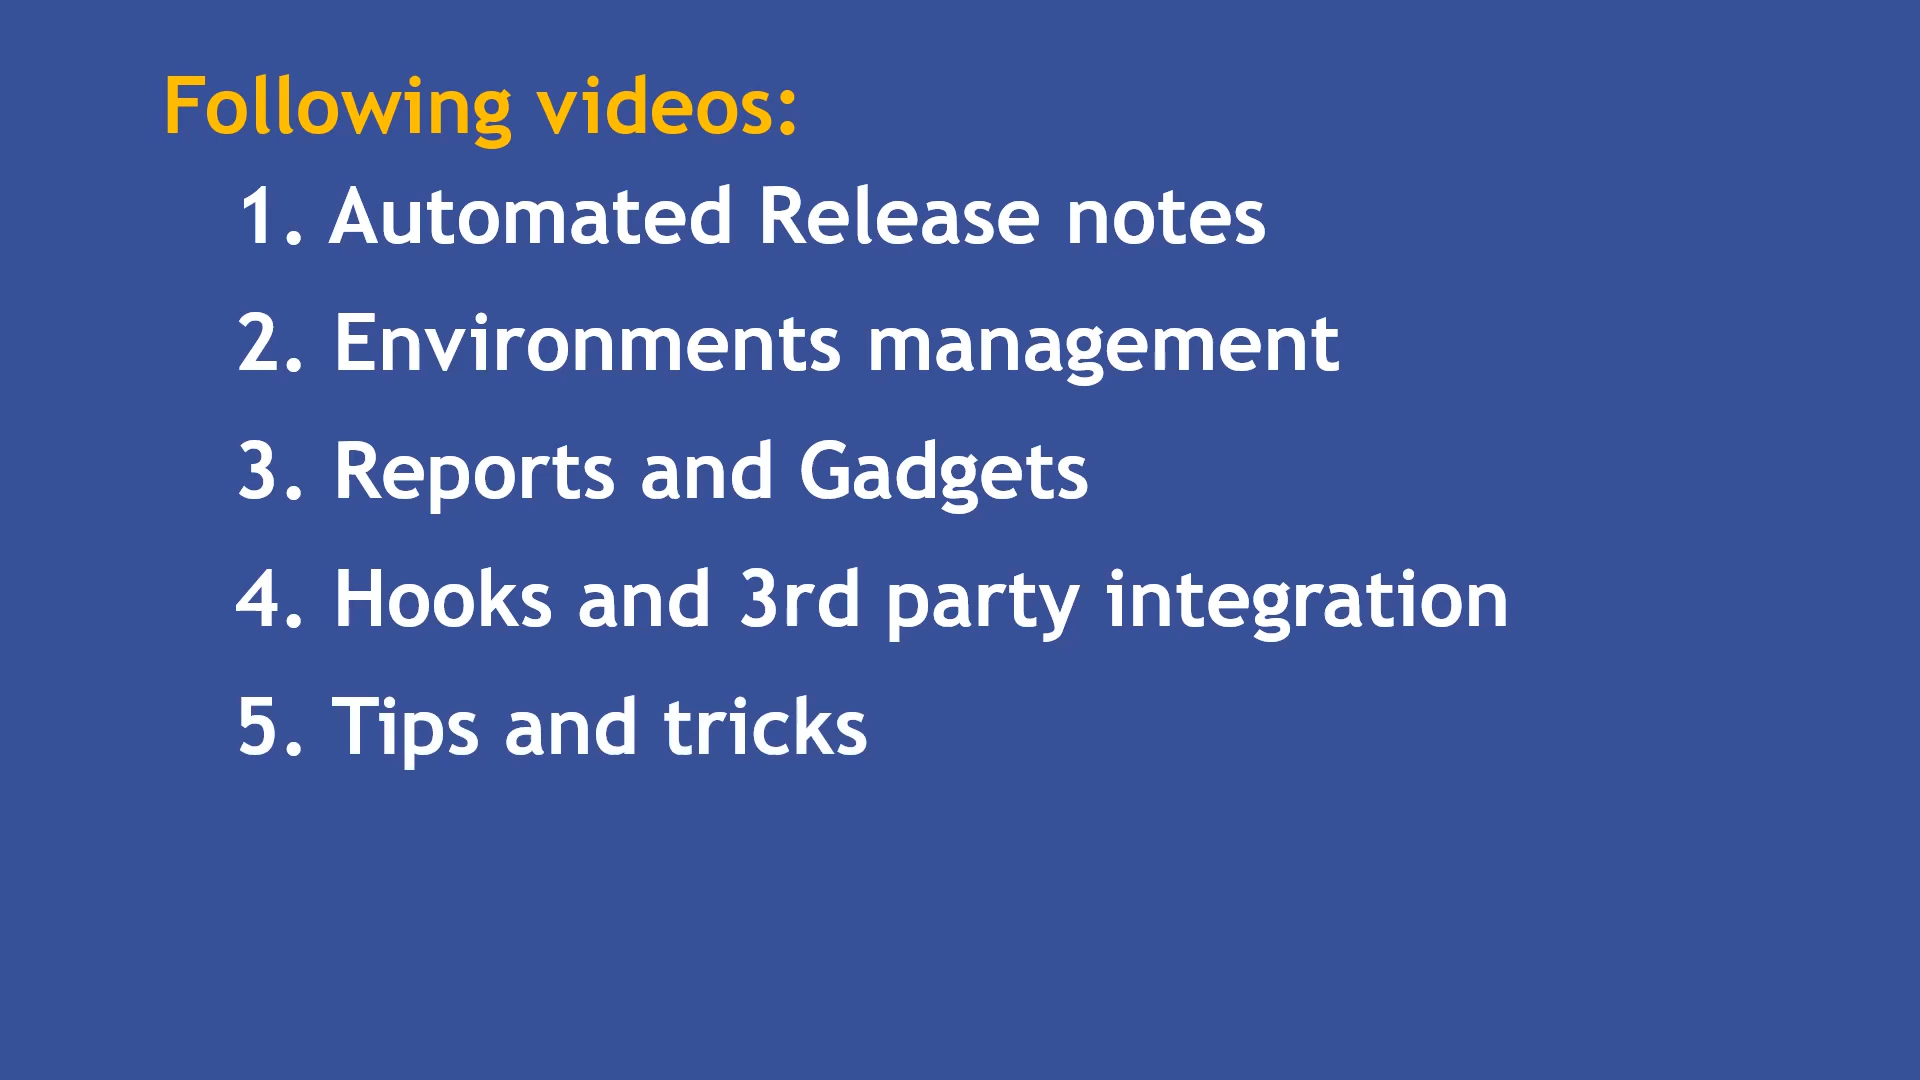 Following videos:
1. Automated Release notes
2. Environments management
3. Reports and Gadgets
4. Hooks and 3rd party integration
5. Tips and tricks